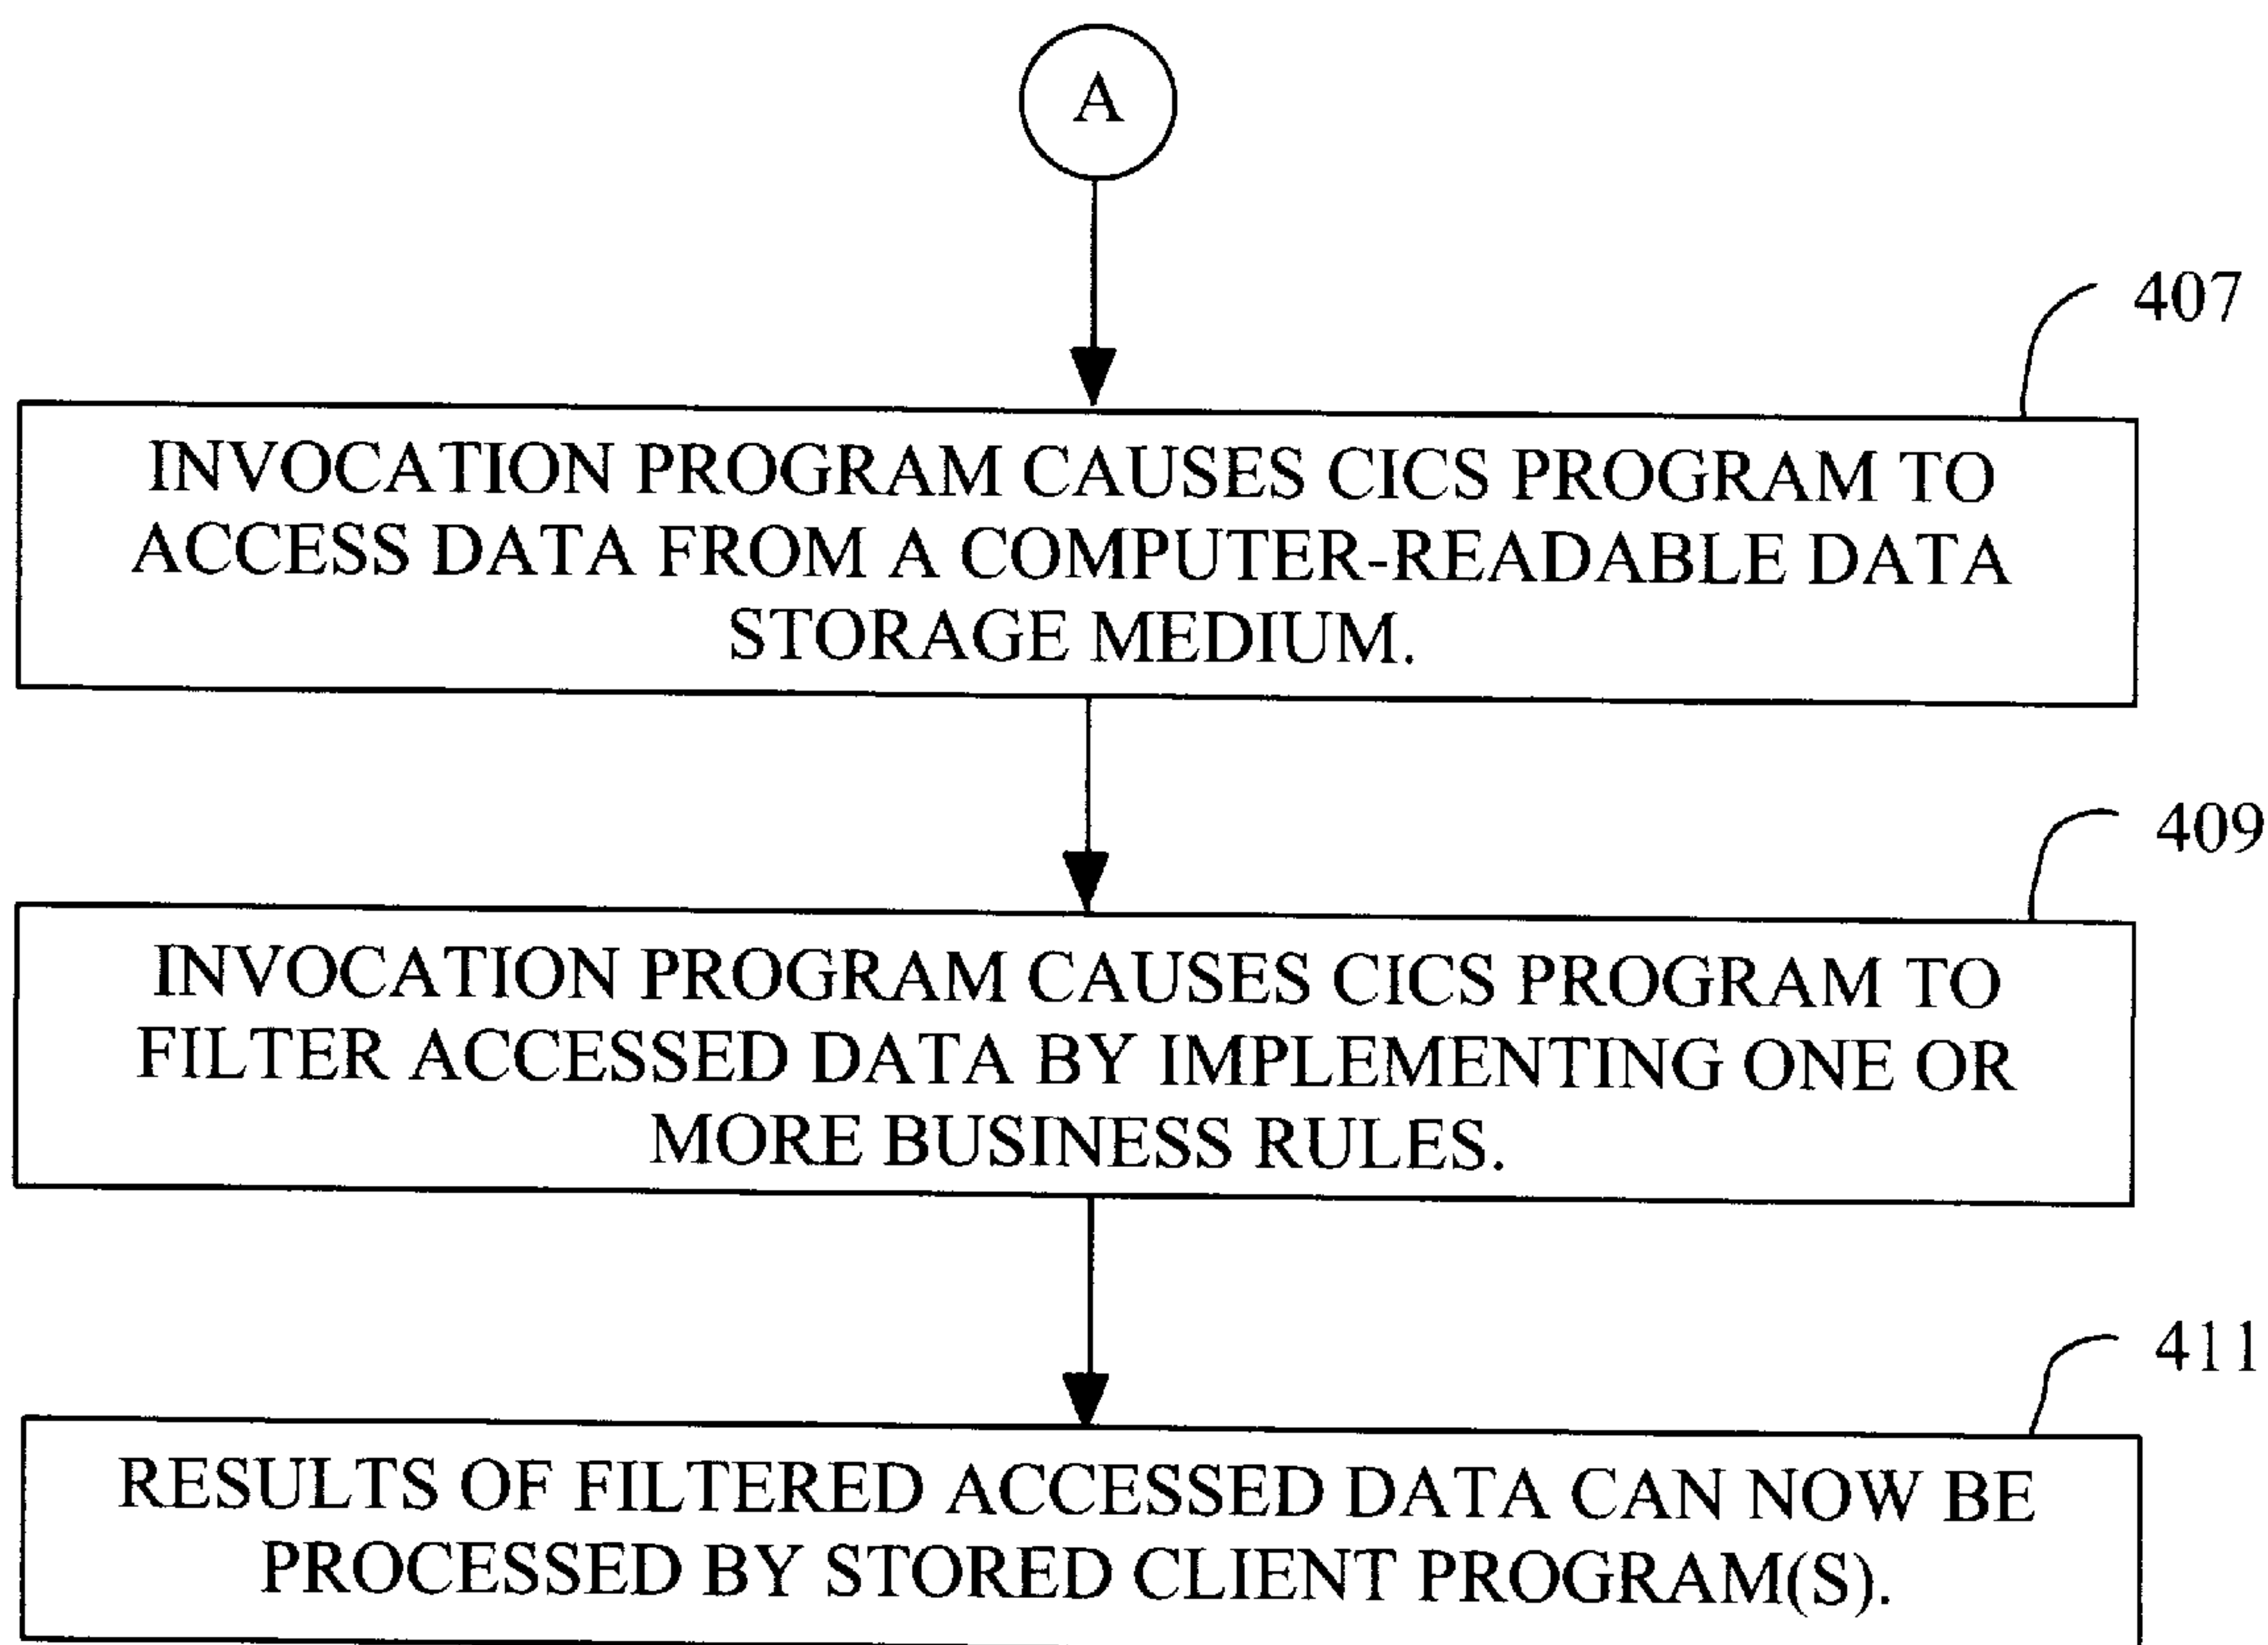 A
407
INVOCATION PROGRAM CAUSES CICS PROGRAM TO
ACCESS DATA FROM A COMPUTER-READABLE DATA
STORAGE MEDIUM.
409
INVOCATION PROGRAM CAUSES CICS PROGRAM TO
FILTER ACCESSED DATA BY IMPLEMENTING ONE OR
MORE BUSINESS RULES.
411
RESULTS OF FILTERED ACCESSED DATA CAN NOW BE
PROCESSED BY STORED CLIENT PROGRAM(S).